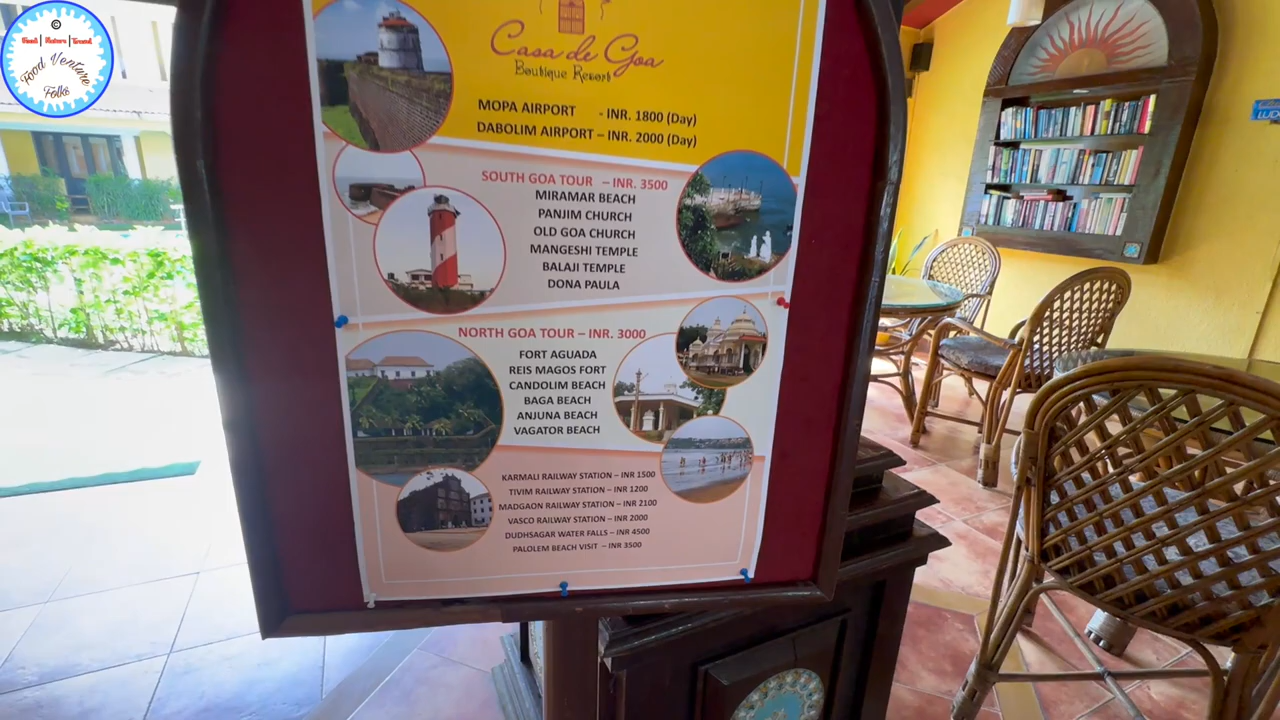 ©
Food | Nature | Travel
Food Venture
Folks
Casa de Goa
Boutique Resort
MOPA AIRPORT - INR. 1800 (Day)
DABOLIM AIRPORT – INR. 2000 (Day)
SOUTH GOA TOUR – INR. 3500
MIRAMAR BEACH
PANJIM CHURCH
OLD GOA CHURCH
MANGESHI TEMPLE
BALAJI TEMPLE
DONA PAULA
NORTH GOA TOUR – INR. 3000
FORT AGUADA
REIS MAGOS FORT
CANDOLIM BEACH
BAGA BEACH
ANJUNA BEACH
VAGATOR BEACH
KARMALI RAILWAY STATION – INR 1500
TIVIM RAILWAY STATION – INR 1200
MADGAON RAILWAY STATION – INR 2100
VASCO RAILWAY STATION – INR 2000
DUDHSAGAR WATER FALLS – INR 4500
PALOLEM BEACH VISIT – INR 3500